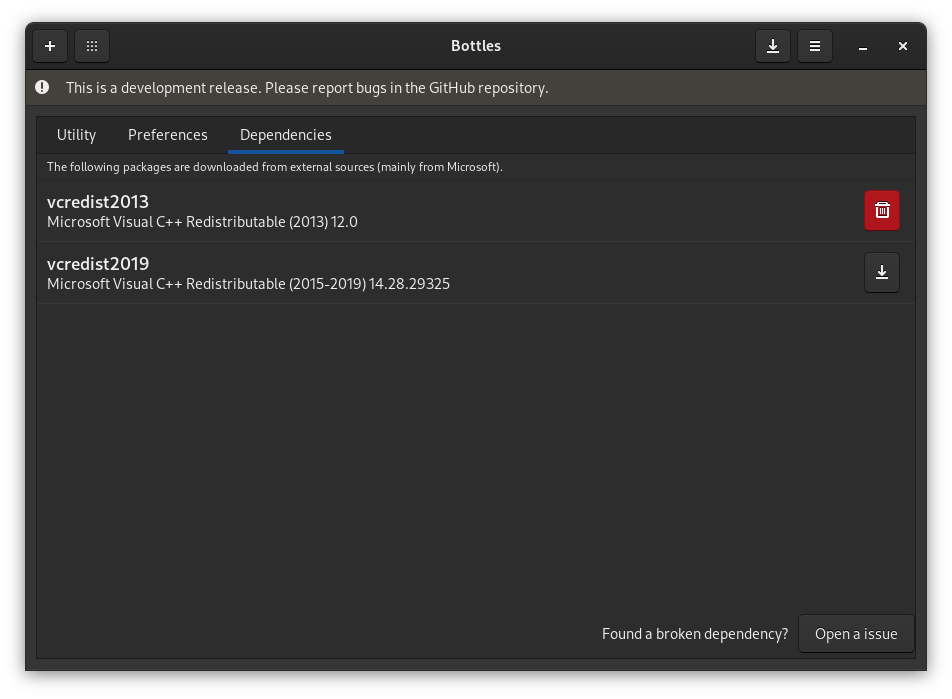 Bottles
This is a development release. Please report bugs in the GitHub repository.
Utility Preferences Dependencies
The following packages are downloaded from external sources (mainly from Microsoft).
vcredist2013
Microsoft Visual C++ Redistributable (2013) 12.0
vcredist2019
Microsoft Visual C++ Redistributable (2015-2019) 14.28.29325
Found a broken dependency? Open a issue